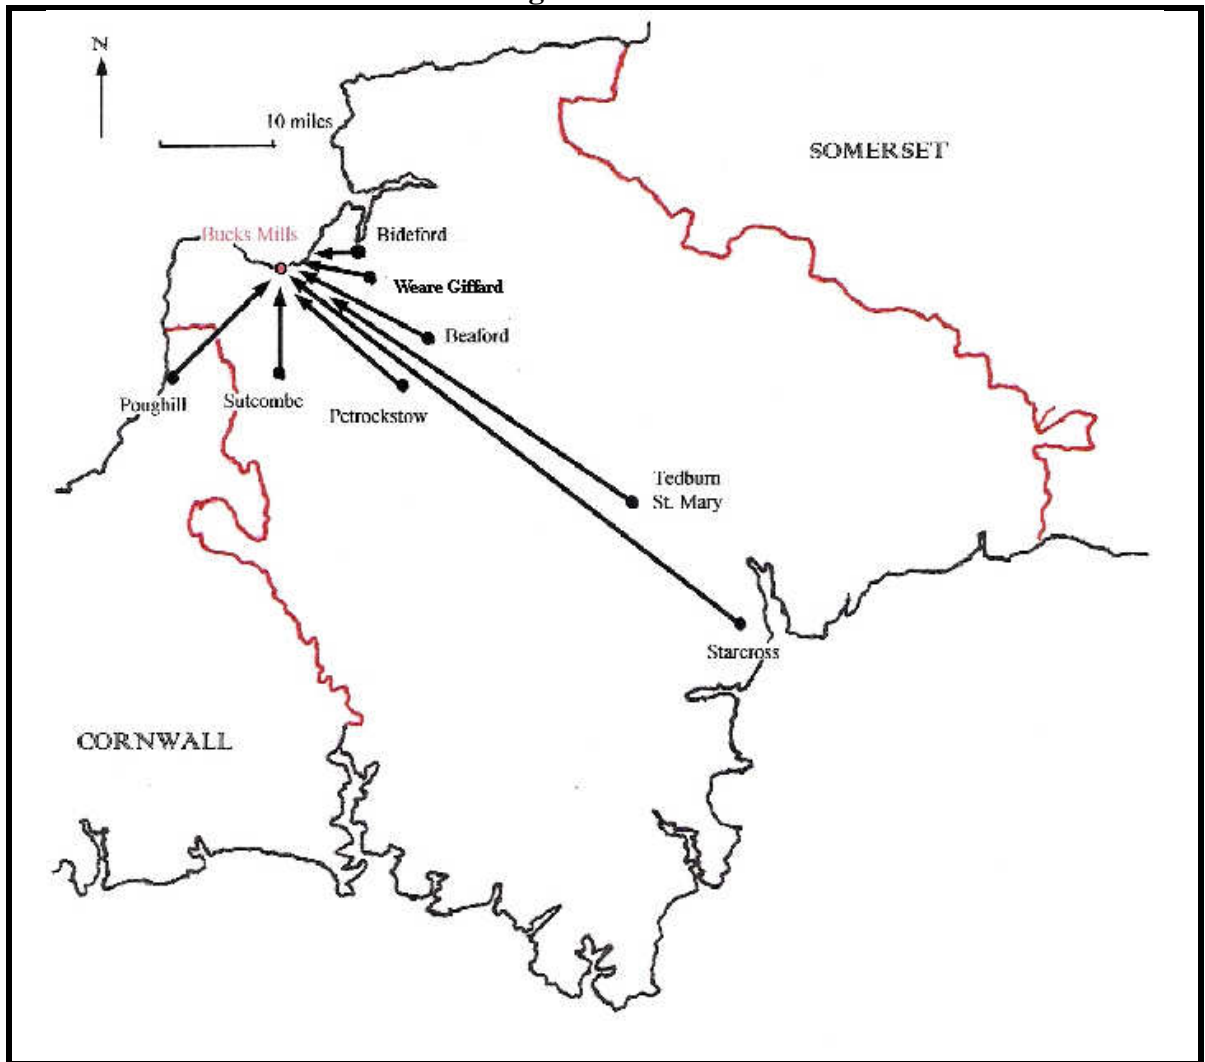 N
10 miles
SOMERSET
Bucks Mills
Bideford
Weare Giffard
Beaford
Poughill
Sutcombe
Petrockstow
Tedburn
St. Mary
Starcross
CORNWALL